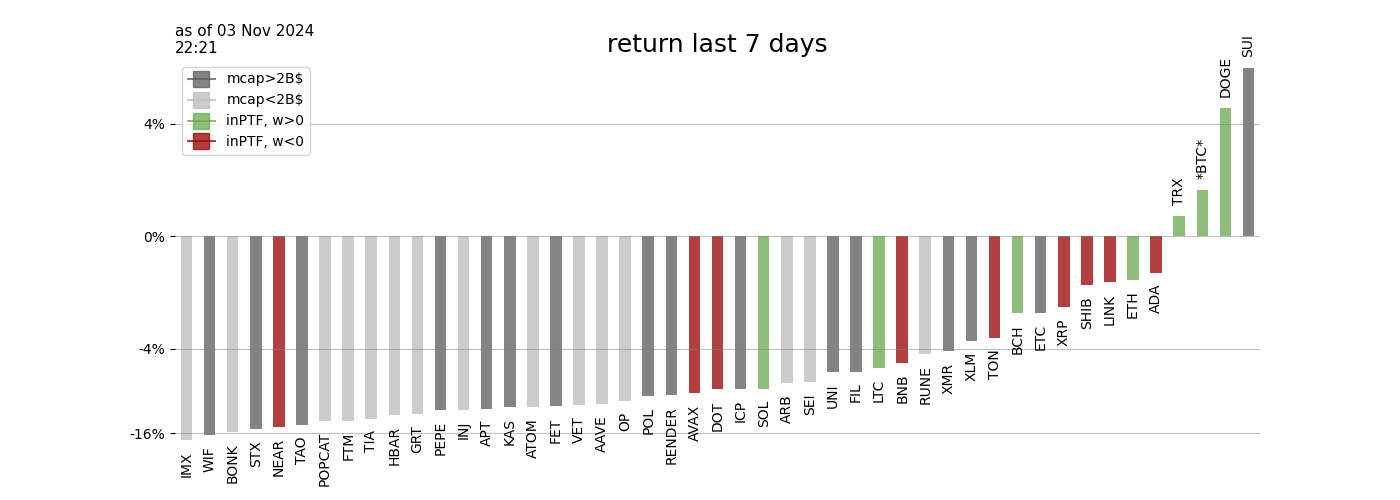 as of 03 Nov 2024
22:21
return last 7 days
mcap>2B$
mcap<2B$
inPTF, w>0
inPTF, w<0
4%
0%
-4%
-16%
IMX
WIF
BONK
STX
NEAR
TAO
POPCAT
FTM
TIA
HBAR
GRT
PEPE
INJ
APT
KAS
ATOM
FET
VET
AAVE
OP
POL
RENDER
AVAX
DOT
ICP
SOL
ARB
SEI
UNI
FIL
LTC
BNB
RUNE
XMR
XLM
TON
BCH
ETC
XRP
SHIB
LINK
ETH
ADA
TRX
*BTC*
DOGE
SUI